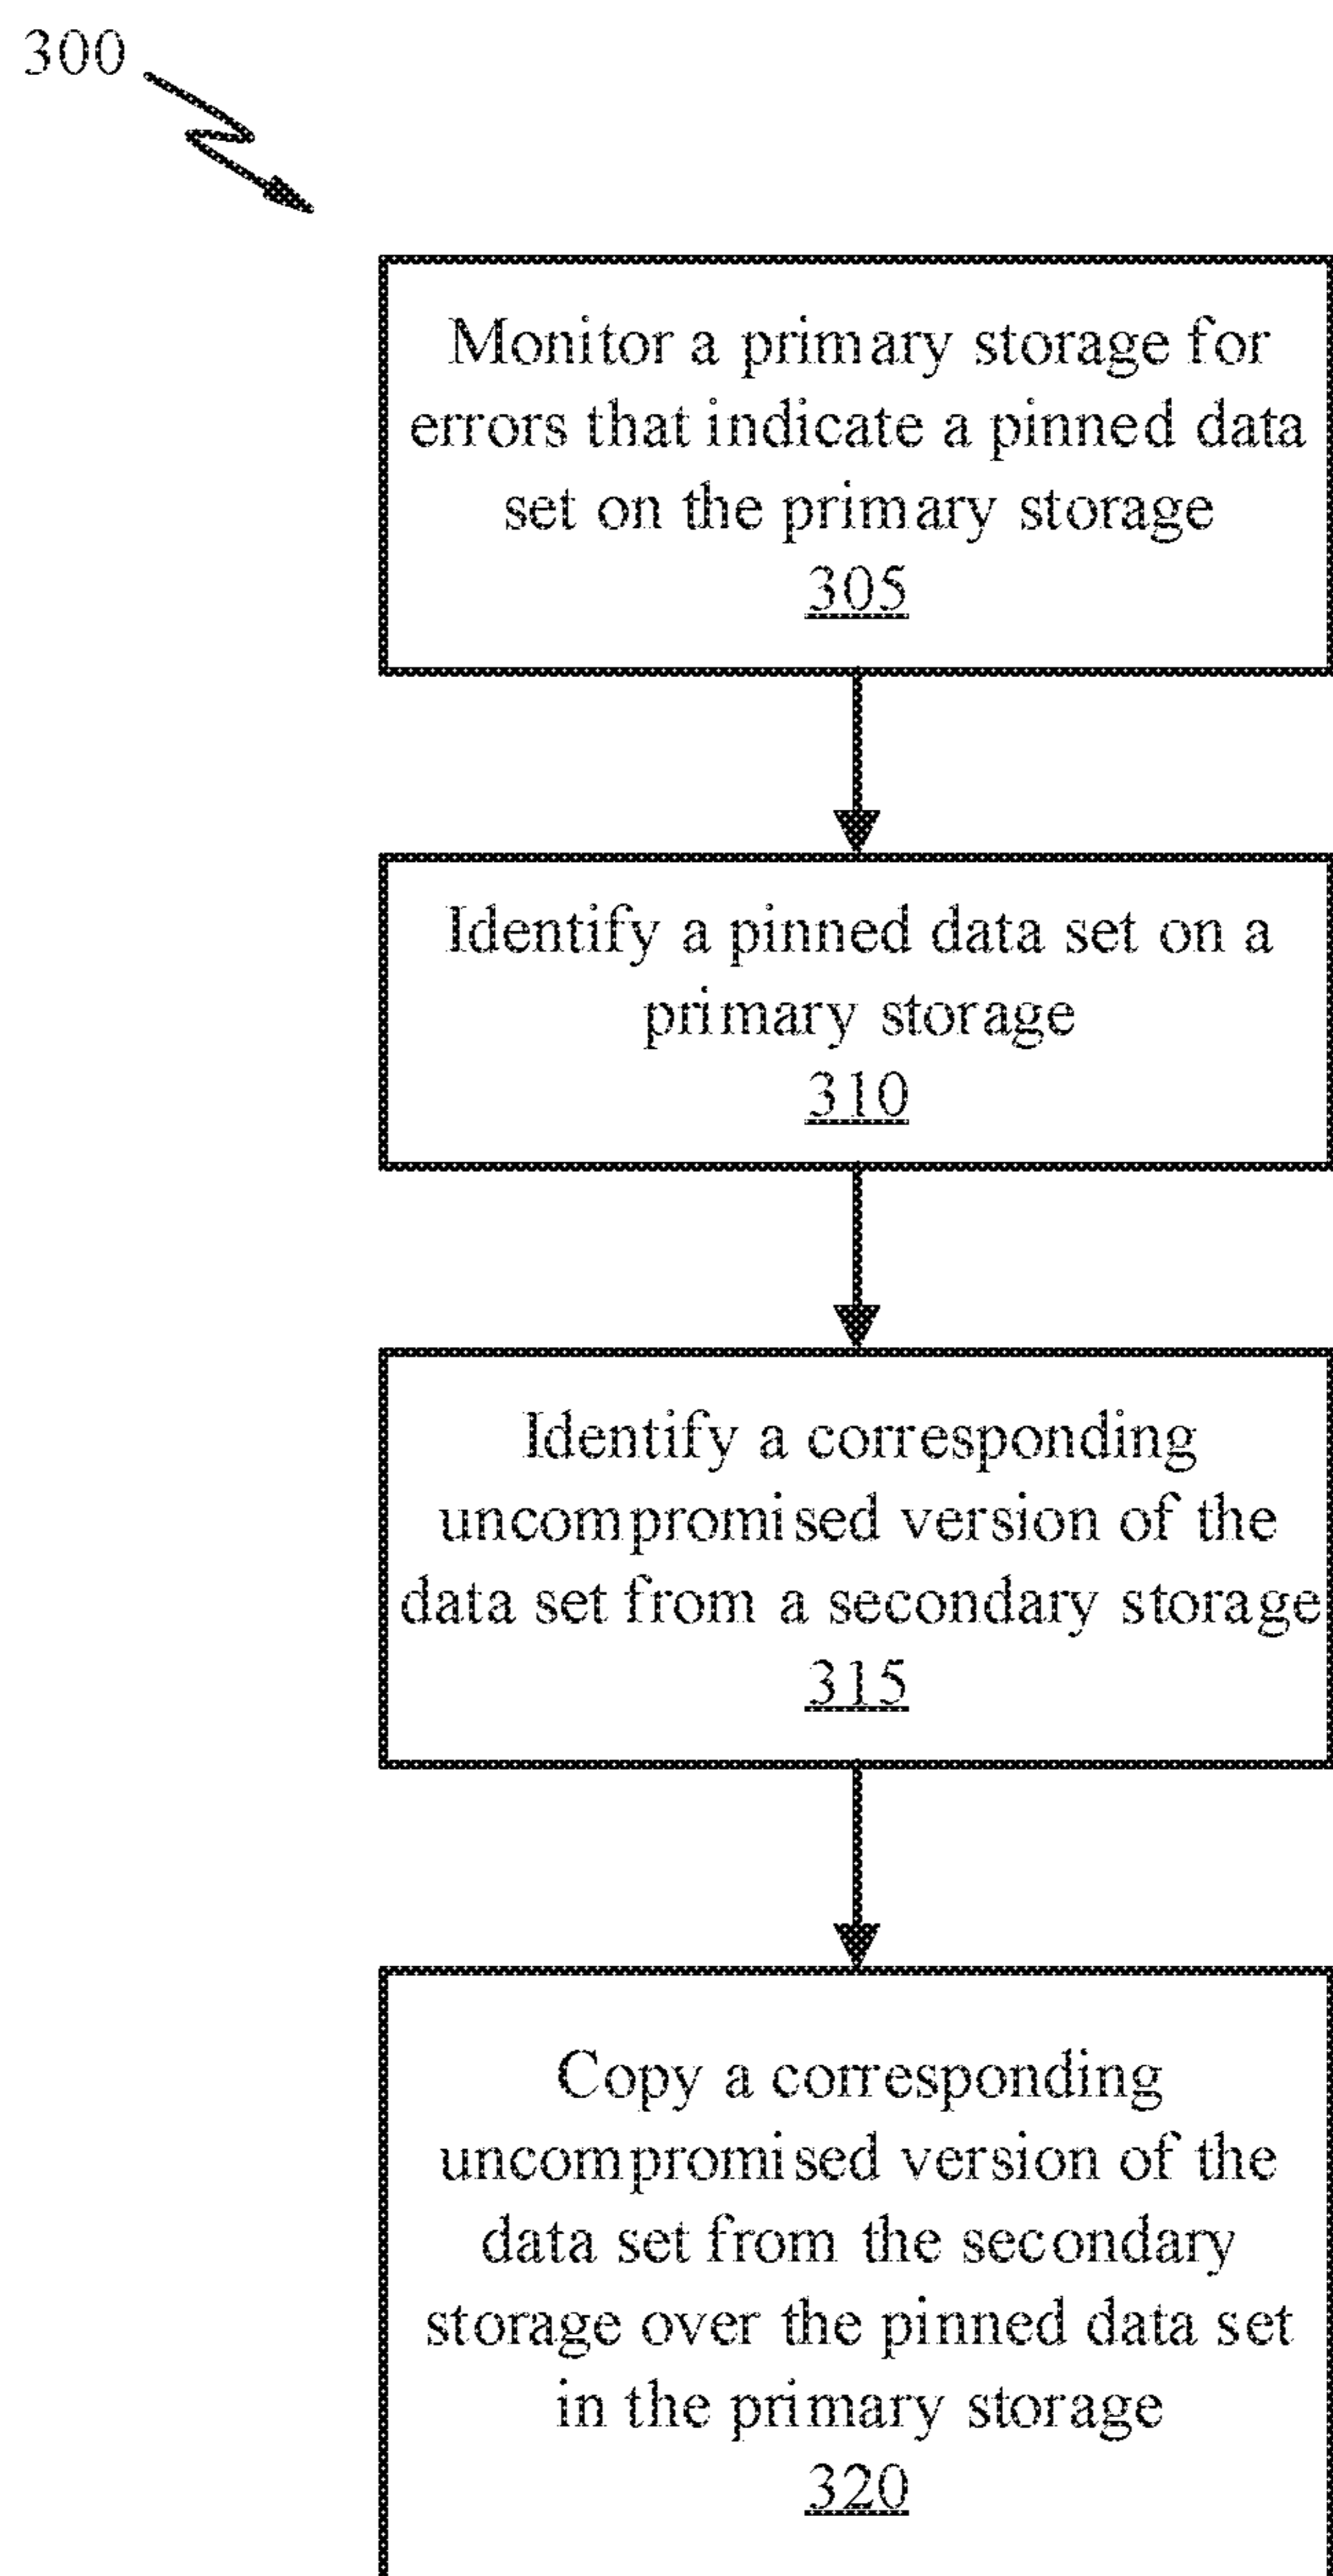 300
Monitor a primary storage for
errors that indicate a pinned data
set on the primary storage
305
Identify a pinned data set on a
primary storage
310
Identify a corresponding
uncompromised version of the
data set from a secondary storage
315
Copy a corresponding
uncompromised version of the
data set from the secondary
storage over the pinned data set
in the primary storage
320